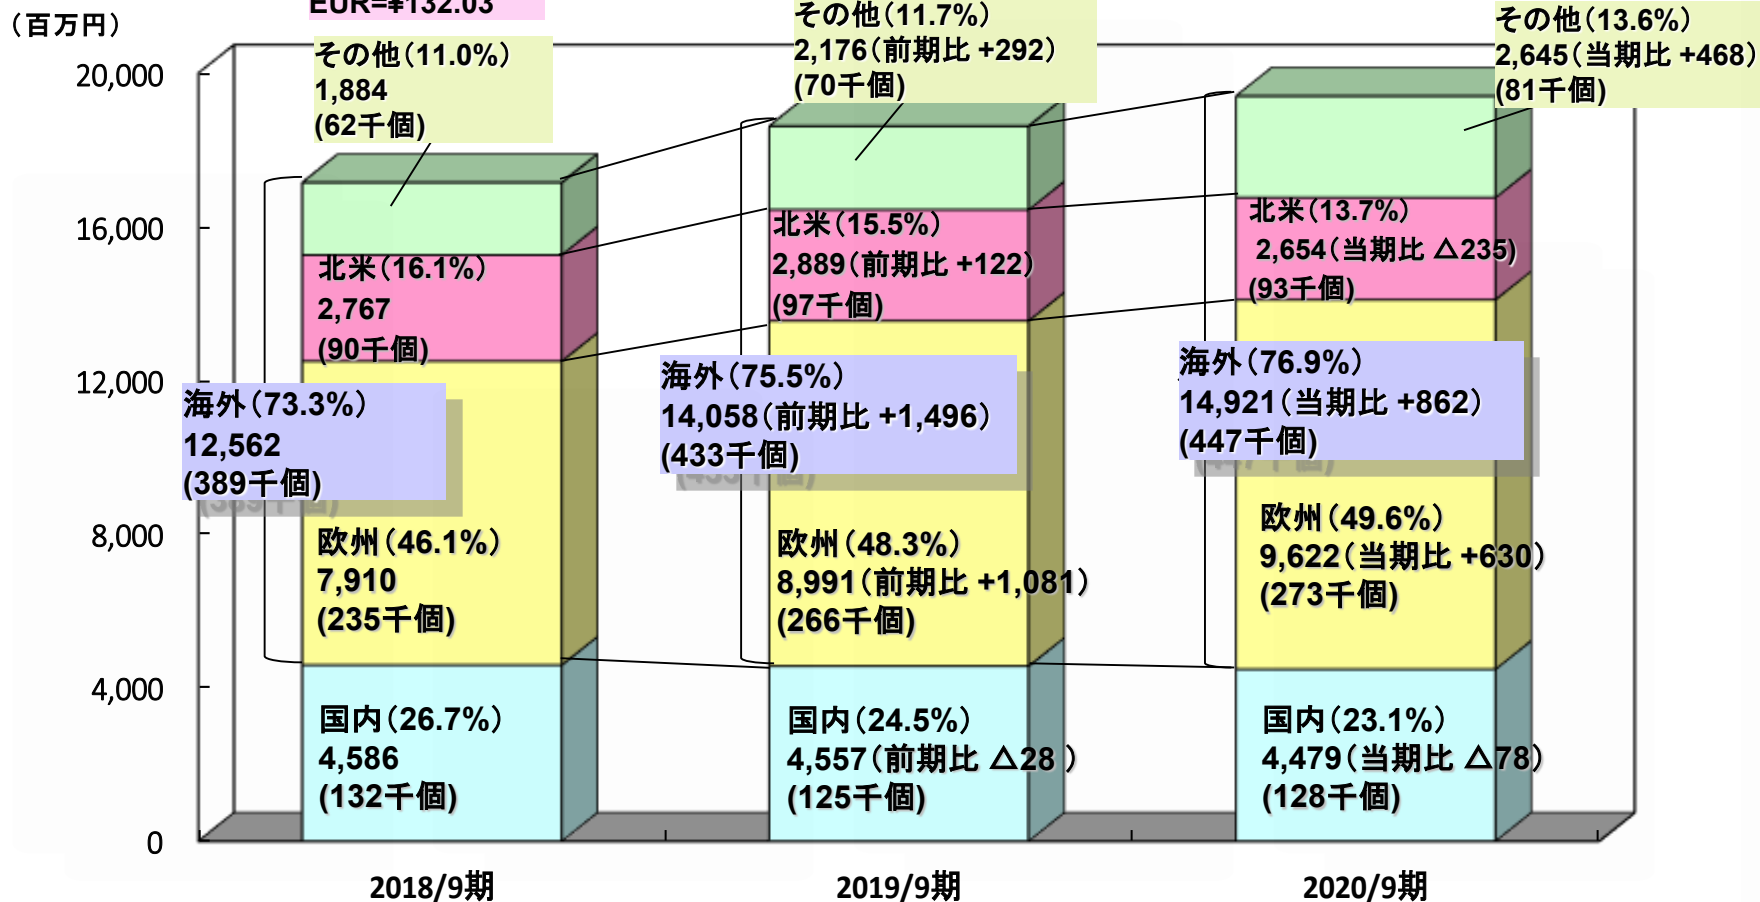 （百万円）
EUR=¥132.03
その他（11.0%）
1,884
(62千個)
その他（11.7%）
2,176（前期比 +292）
(70千個)
その他（13.6%）
2,645（当期比 +468）
(81千個)
20,000
16,000
12,000
8,000
4,000
0
北米（16.1%）
2,767
(90千個)
北米（15.5%）
2,889（前期比 +122）
(97千個)
北米（13.7%）
2,654（当期比 △235)
(93千個)
海外（73.3%）
12,562
(389千個)
海外（75.5%）
14,058（前期比 +1,496）
(433千個)
海外（76.9%）
14,921（当期比 +862）
(447千個)
欧州（46.1%）
7,910
(235千個)
欧州（48.3%）
8,991（前期比 +1,081）
(266千個)
欧州（49.6%）
9,622（当期比 +630）
(273千個)
国内（26.7%）
4,586
(132千個)
国内（24.5%）
4,557（前期比 △28 ）
(125千個)
国内（23.1%）
4,479（当期比 △78）
(128千個)
2018/9期
2019/9期
2020/9期